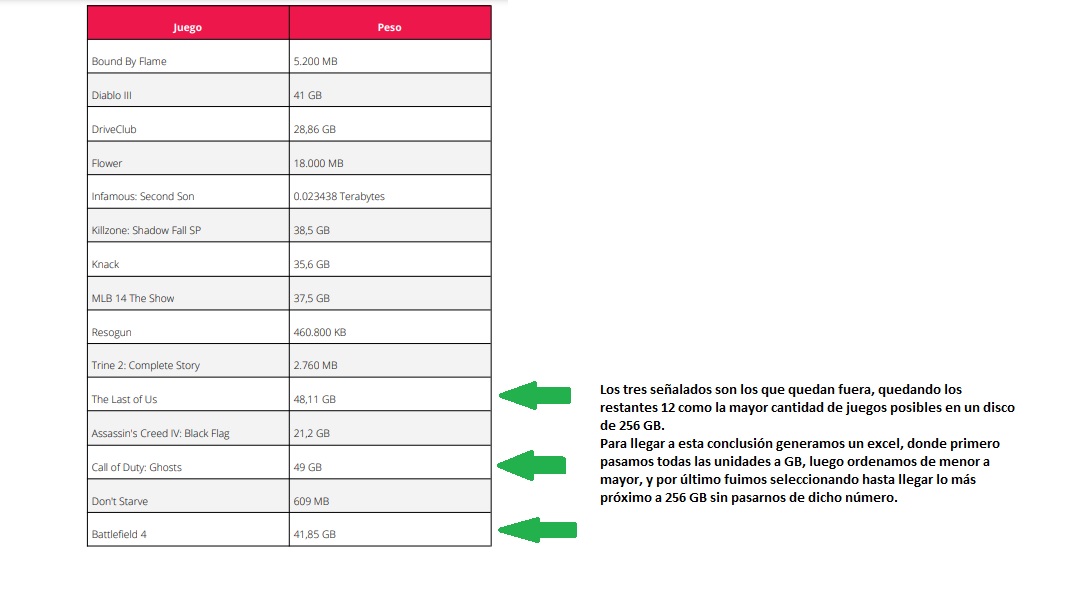 Juego Peso
Bound By Flame 5.200 MB
Diablo III 41 GB
DriveClub 28,86 GB
Flower 18.000 MB
Infamous: Second Son 0.023438 Terabytes
Killzone: Shadow Fall SP 38,5 GB
Knack 35,6 GB
MLB 14 The Show 37,5 GB
Resogun 460.800 KB
Trine 2: Complete Story 2.760 MB
The Last of Us 48,11 GB
Assassin's Creed IV: Black Flag 21,2 GB
Call of Duty: Ghosts 49 GB
Don't Starve 609 MB
Battlefield 4 41,85 GB
Los tres señalados son los que quedan fuera, quedando los
restantes 12 como la mayor cantidad de juegos posibles en un disco
de 256 GB.
Para llegar a esta conclusión generamos un excel, donde primero
pasamos todas las unidades a GB, luego ordenamos de menor a
mayor, y por último fuimos seleccionando hasta llegar lo más
próximo a 256 GB sin pasarnos de dicho número.